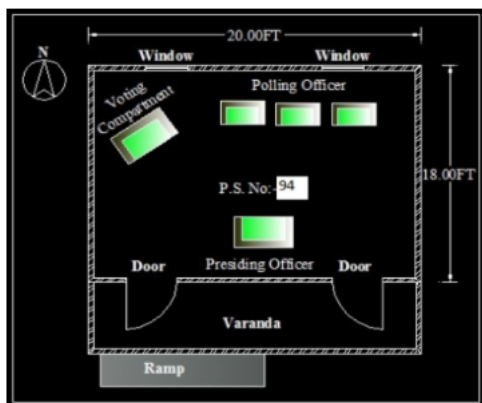 20.00FT
N
Window Window
Voting
Compartment
Polling Officer
18.00FT
P.S. No:- 94
Door Presiding Officer Door
Varanda
Ramp